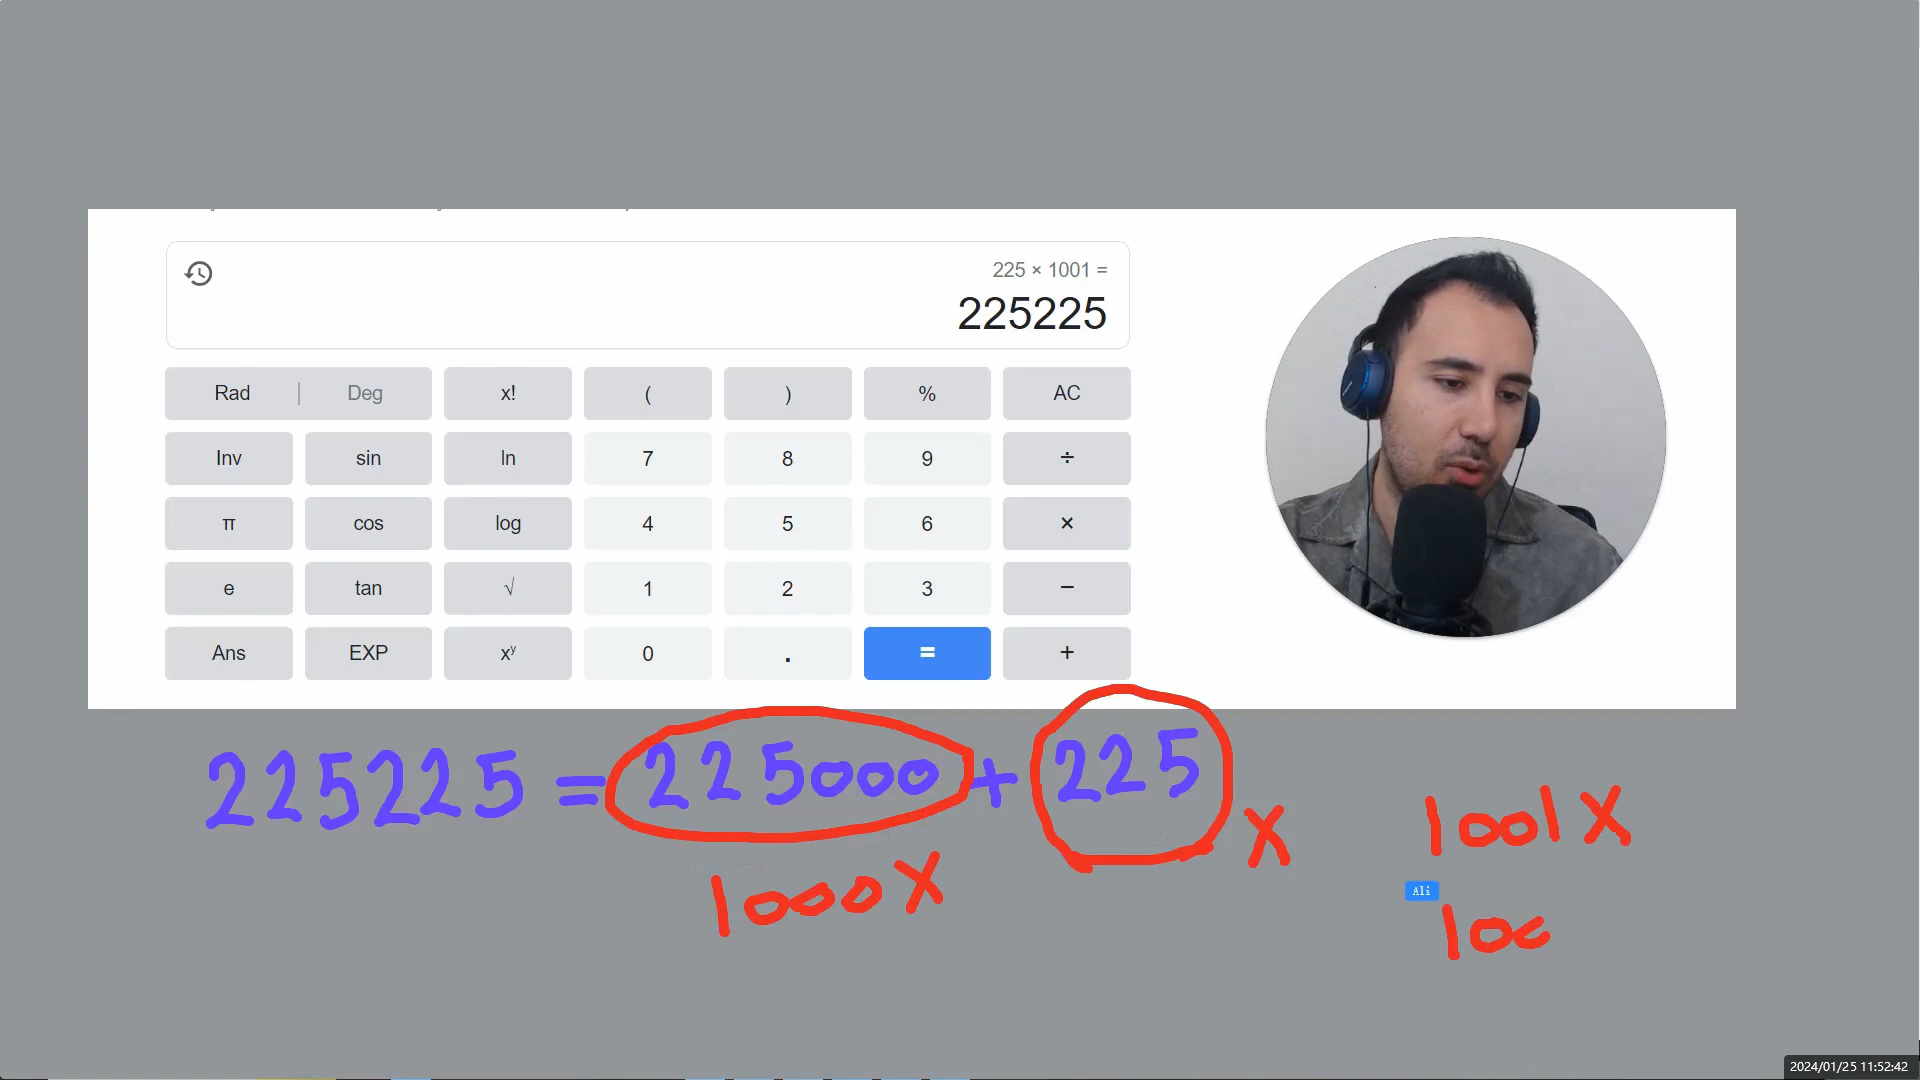 225 × 1001 =
225225
Rad | Deg x! ( ) % AC
Inv sin ln 7 8 9 ÷
π cos log 4 5 6 ×
e tan √ 1 2 3 −
Ans EXP xʸ 0 . = +
225225 = 225000 + 225
1000X
X
1001X
Ali
2024/01/25 11:52:42